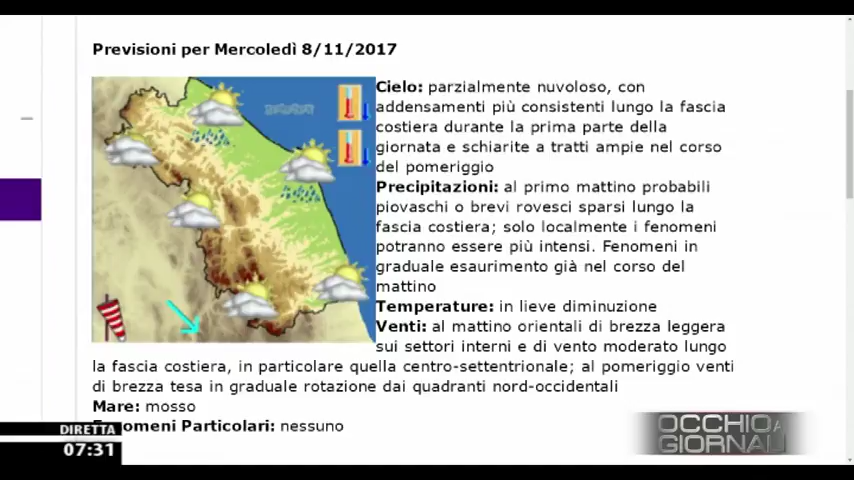 Previsioni per Mercoledì 8/11/2017
Cielo: parzialmente nuvoloso, con
addensamenti più consistenti lungo la fascia
costiera durante la prima parte della
giornata e schiarite a tratti ampie nel corso
del pomeriggio
Precipitazioni: al primo mattino probabili
piovaschi o brevi rovesci sparsi lungo la
fascia costiera; solo localmente i fenomeni
potranno essere più intensi. Fenomeni in
graduale esaurimento già nel corso del
mattino
Temperature: in lieve diminuzione
Venti: al mattino orientali di brezza leggera
sui settori interni e di vento moderato lungo
la fascia costiera, in particolare quella centro-settentrionale; al pomeriggio venti
di brezza tesa in graduale rotazione dai quadranti nord-occidentali
Mare: mosso
Particolari: nessuno
DIRETTA
07:31
OCCHIO AI
GIORNALI